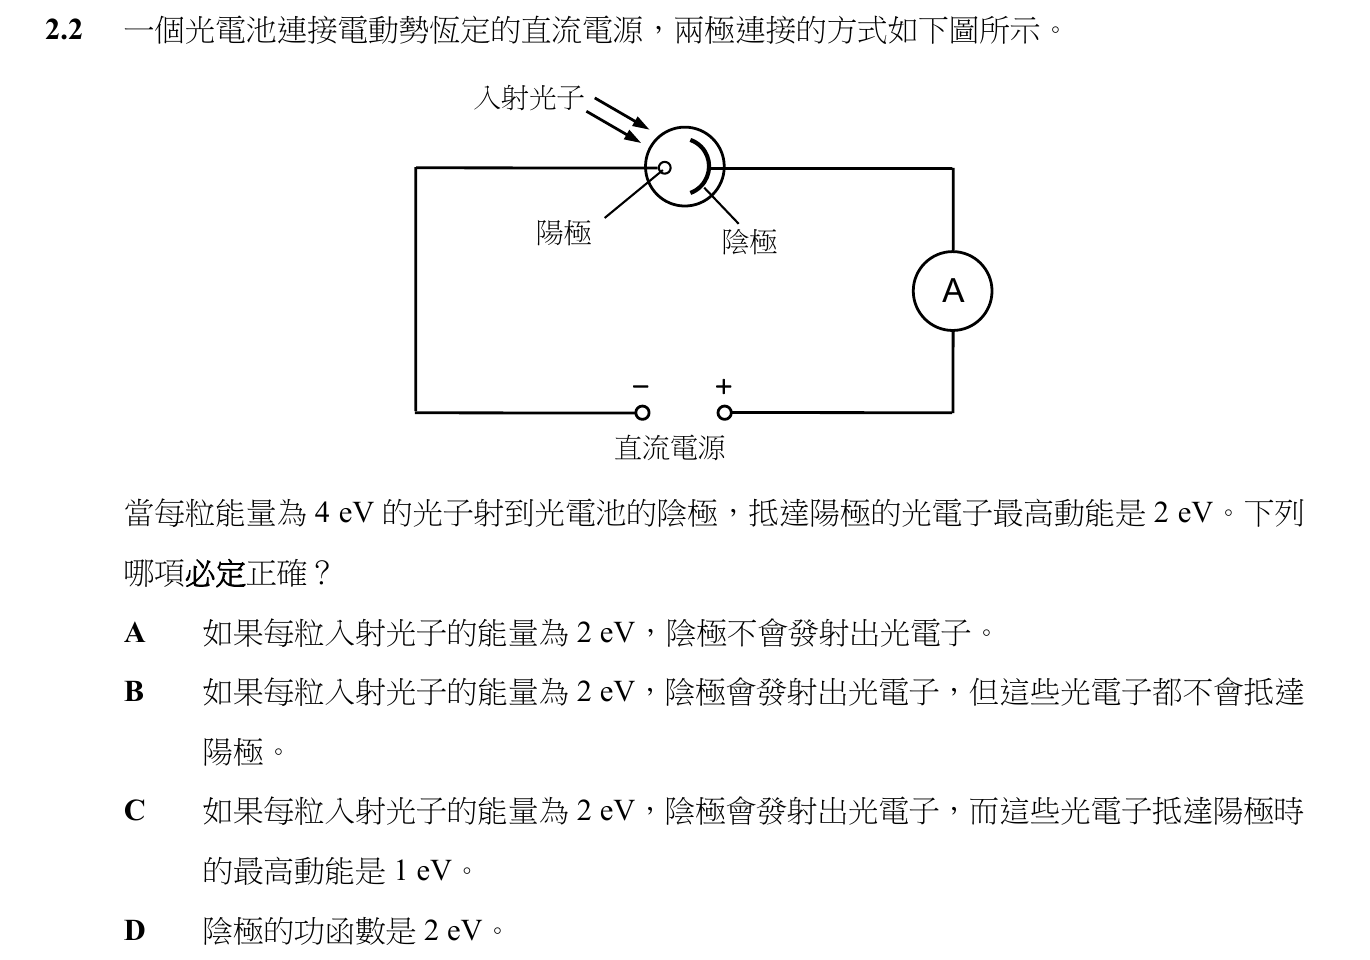 2.2 一個光電池連接電動勢恆定的直流電源，兩極連接的方式如下圖所示。
入射光子
陽極
陰極
A
− +
直流電源
當每粒能量為 4 eV 的光子射到光電池的陰極，抵達陽極的光電子最高動能是 2 eV。下列
哪項必定正確？
A 如果每粒入射光子的能量為 2 eV，陰極不會發射出光電子。
B 如果每粒入射光子的能量為 2 eV，陰極會發射出光電子，但這些光電子都不會抵達
陽極。
C 如果每粒入射光子的能量為 2 eV，陰極會發射出光電子，而這些光電子抵達陽極時
的最高動能是 1 eV。
D 陰極的功函數是 2 eV。